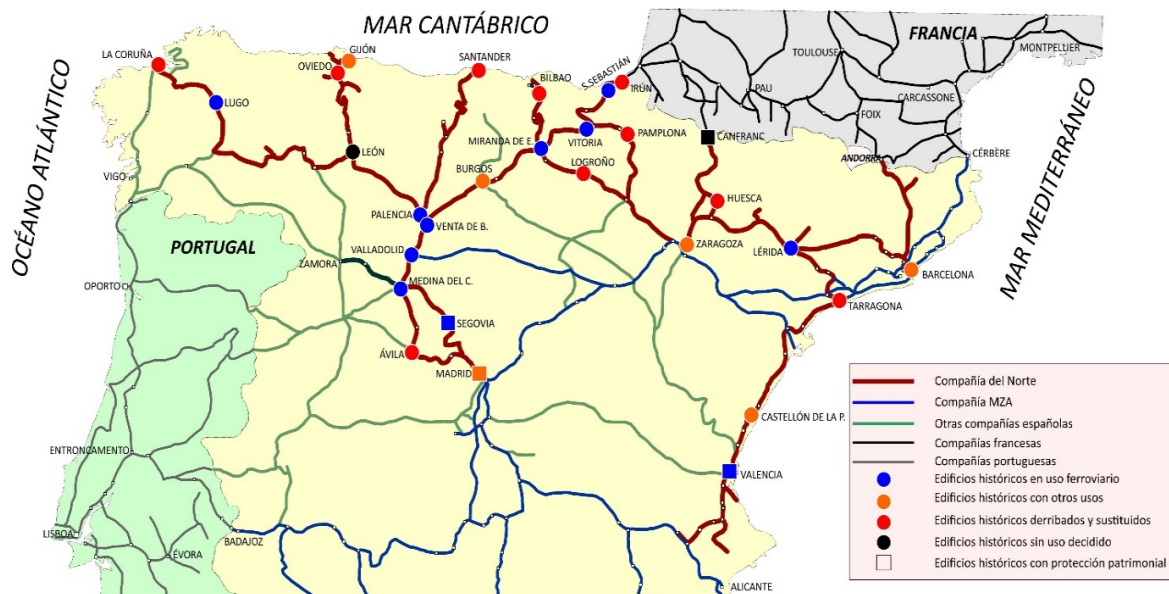 MAR CANTÁBRICO
FRANCIA
MAR MEDITERRÁNEO
OCÉANO ATLÁNTICO
PORTUGAL
LA CORUÑA
GIJÓN
OVIEDO
SANTANDER
BILBAO
S.SEBASTIÁN
IRÚN
TOULOUSE
MONTPELLIER
PAU
CARCASSONE
FOIX
LUGO
LEÓN
MIRANDA DE E.
VITORIA
PAMPLONA
CANFRANC
ANDORRA
CÉRBÈRE
LOGROÑO
BURGOS
VIGO
PALENCIA
VENTA DE B.
HUESCA
VALLADOLID
ZARAGOZA
LÉRIDA
ZAMORA
BARCELONA
OPORTO
MEDINA DEL C.
TARRAGONA
SEGOVIA
ÁVILA
MADRID
CASTELLÓN DE LA P.
ENTRONCAMENTO
VALENCIA
LISBOA
ÉVORA
BADAJOZ
ALICANTE
Compañía del Norte
Compañía MZA
Otras compañías españolas
Compañías francesas
Compañías portuguesas
Edificios históricos en uso ferroviario
Edificios históricos con otros usos
Edificios históricos derribados y sustituidos
Edificios históricos sin uso decidido
Edificios históricos con protección patrimonial